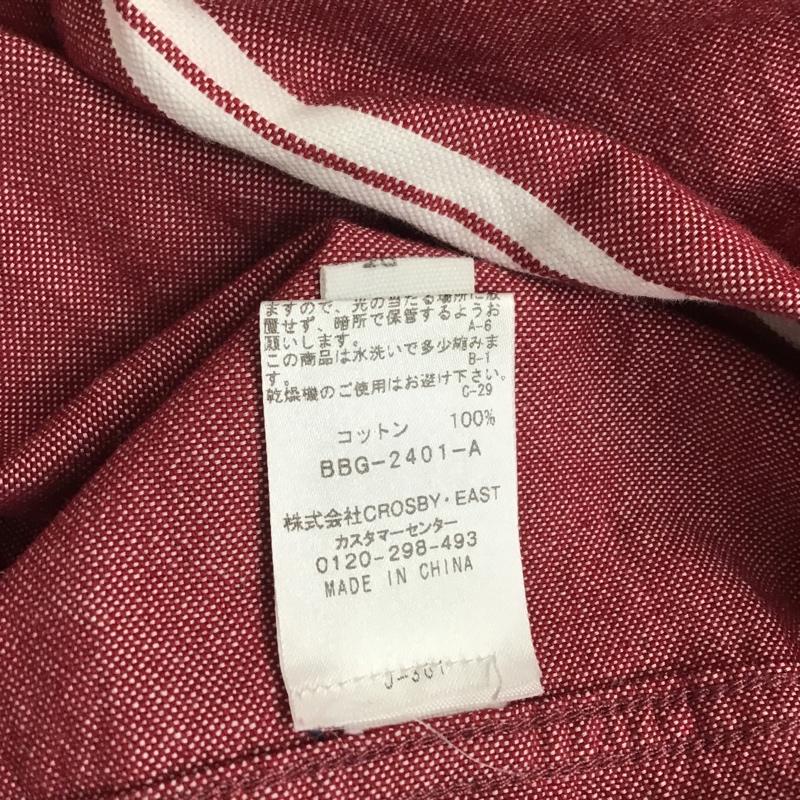 ますので、光の当たる場所に放
置せず、暗所で保管するようお
願いします。 A-6
この商品は水洗いで多少縮みま
す。 B-1
乾燥機のご使用はお避け下さい。
C-29
コットン 100%
BBG-2401-A
株式会社CROSBY・EAST
カスタマーセンター
0120-298-493
MADE IN CHINA
J-361